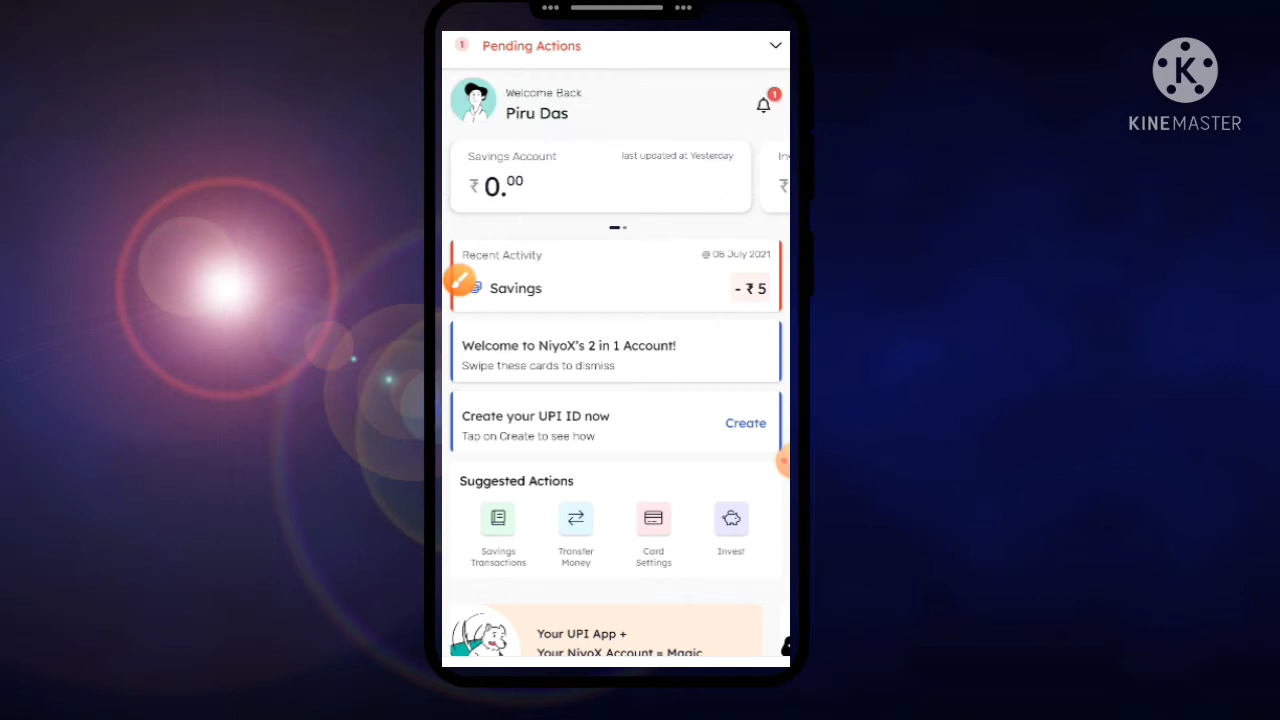 1 Pending Actions
Welcome Back
Piru Das
1
Savings Account last updated at Yesterday
₹ 0.00
₹
Recent Activity @ 06 July 2021
Savings - ₹ 5
Welcome to NiyoX's 2 in 1 Account!
Swipe these cards to dismiss
Create your UPI ID now
Tap on Create to see how
Create
Suggested Actions
Savings Transactions
Transfer Money
Card Settings
Invest
Your UPI App +
Your NiyoX Account = Magic
K
KINEMASTER